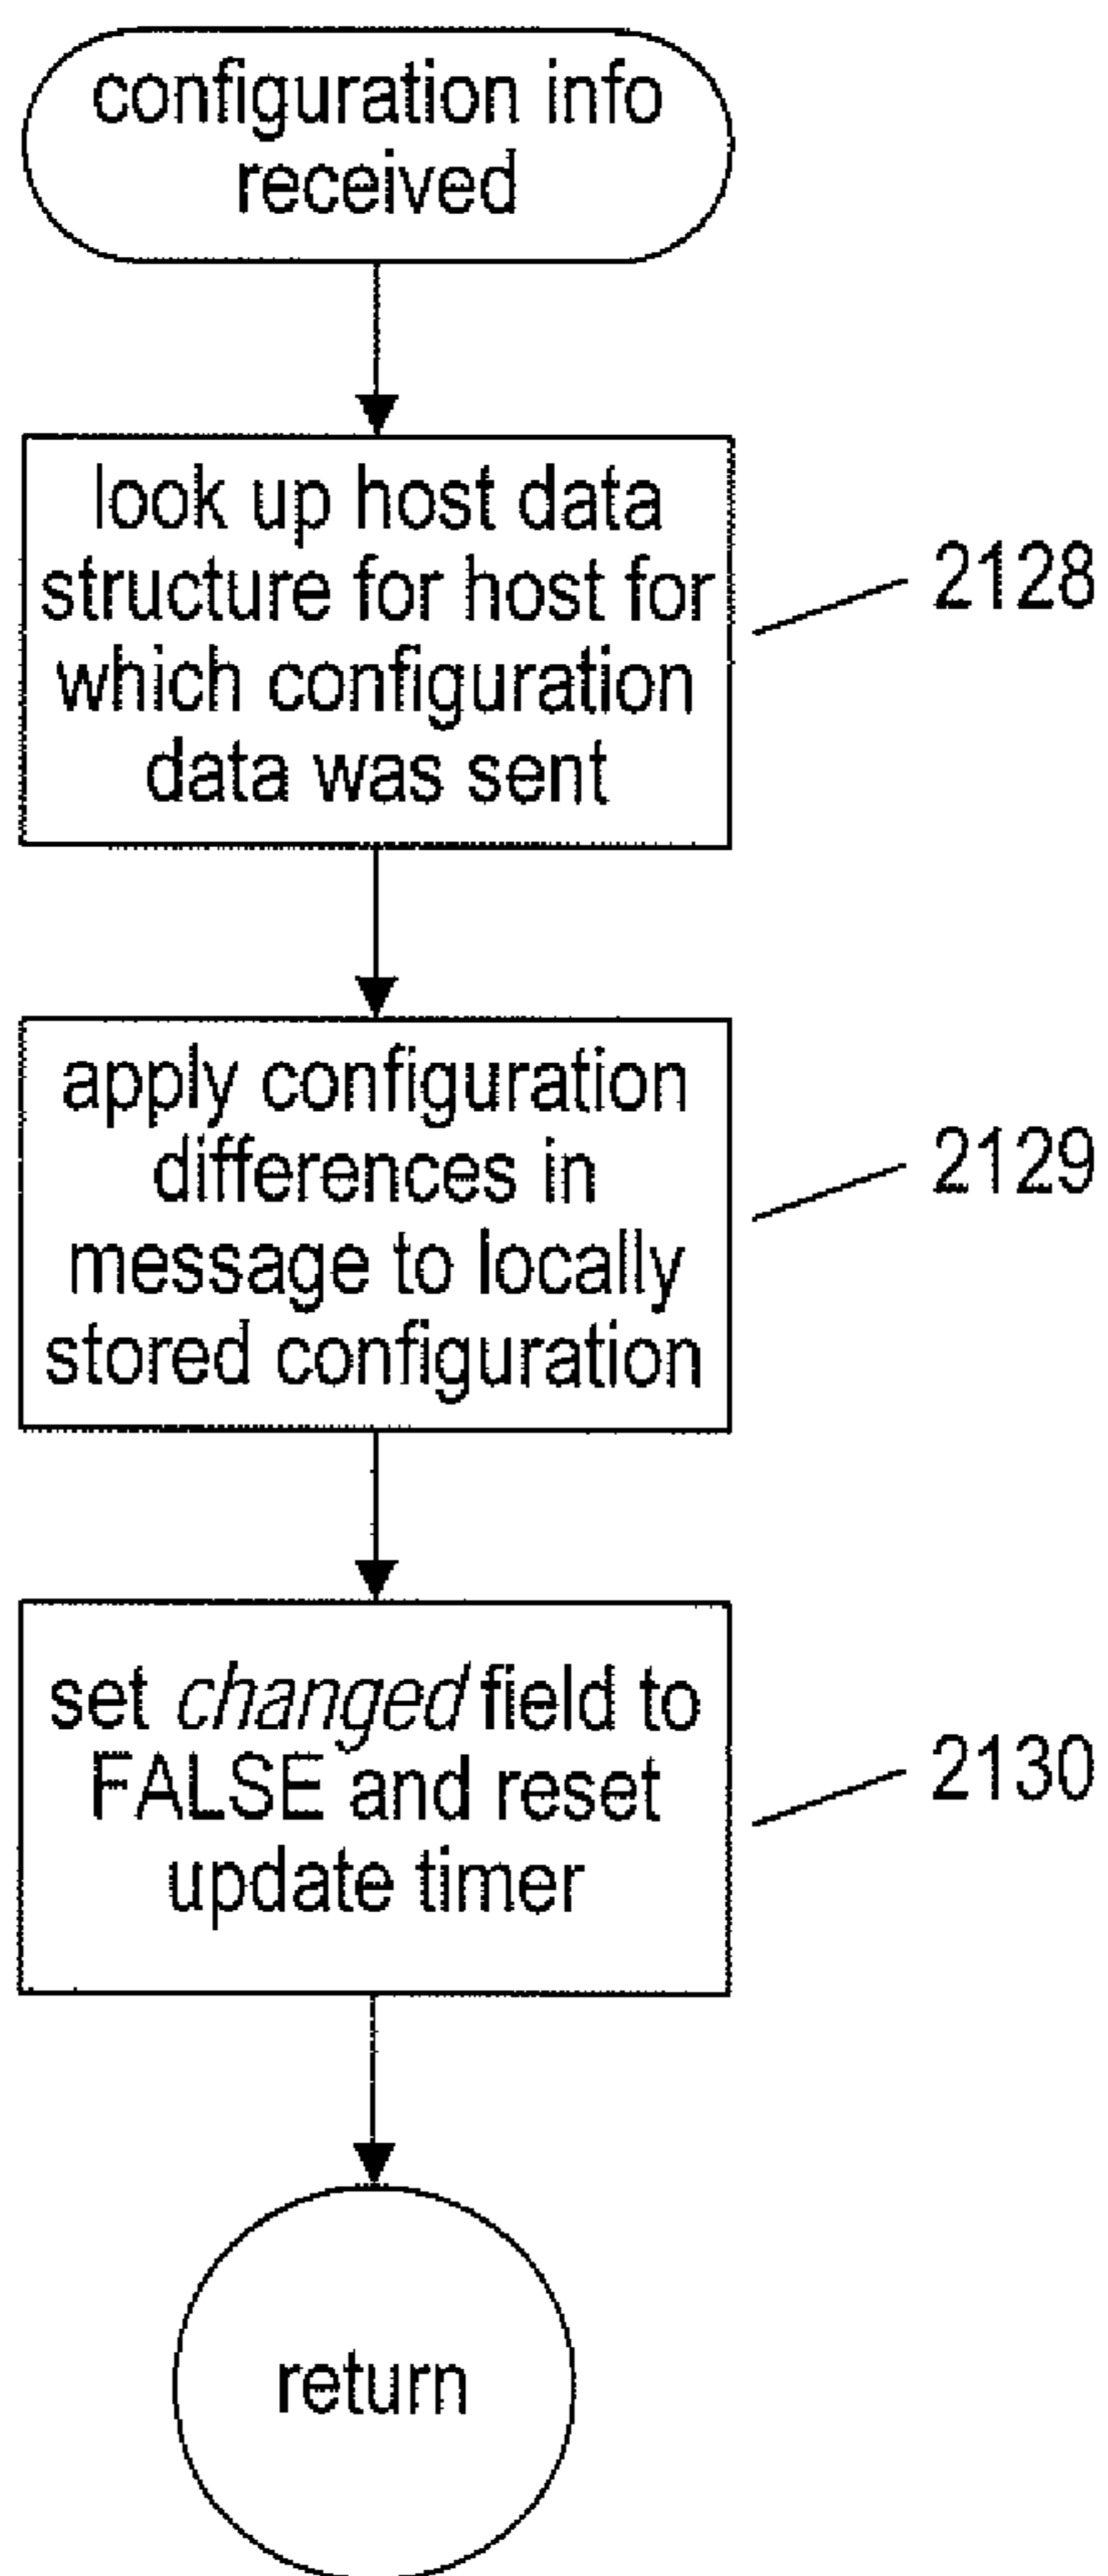 configuration info
received
look up host data
structure for host for
which configuration
data was sent
2128
apply configuration
differences in
message to locally
stored configuration
2129
set changed field to
FALSE and reset
update timer
2130
return